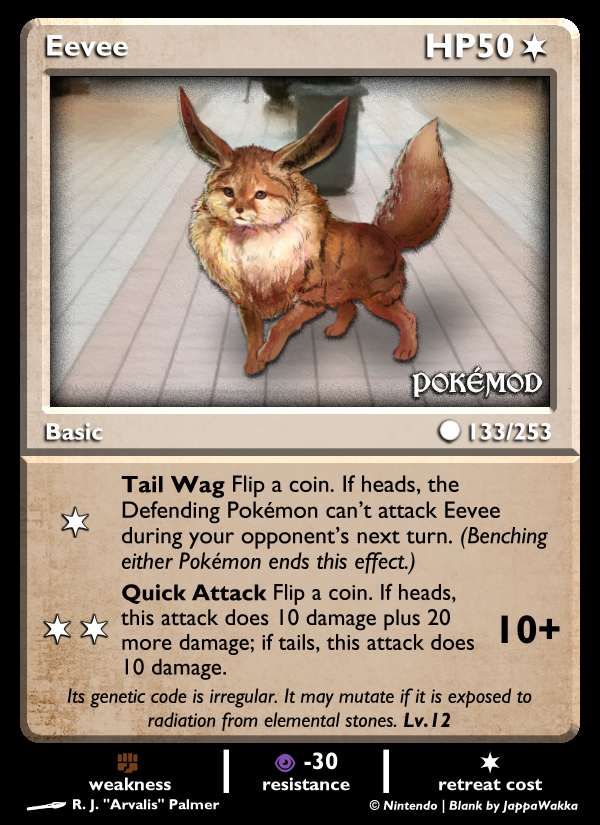 Eevee HP50
POKÉMOD
Basic 133/253
Tail Wag Flip a coin. If heads, the
Defending Pokémon can't attack Eevee
during your opponent's next turn. (Benching
either Pokémon ends this effect.)
Quick Attack Flip a coin. If heads,
this attack does 10 damage plus 20
more damage; if tails, this attack does
10 damage.
10+
Its genetic code is irregular. It may mutate if it is exposed to
radiation from elemental stones. Lv.12
-30
weakness resistance retreat cost
R. J. "Arvalis" Palmer © Nintendo | Blank by JappaWakka